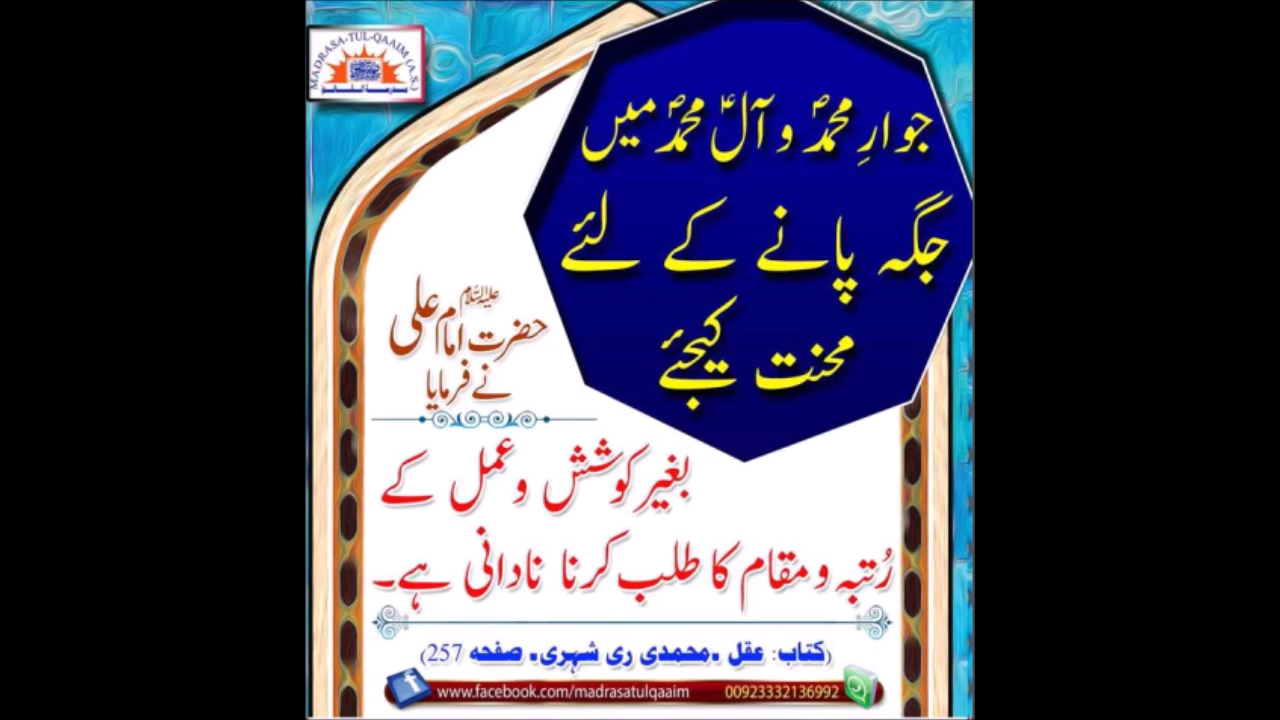 MADRASA-TUL-QAAIM (A.S.)
مدرسۃ القائم
جوارِ محمدؐ و آلِؑ محمدؐ میں
جگہ پانے کے لئے
محنت کیجئے
حضرت امام علی علیہ السلام
نے فرمایا
بغیر کوشش و عمل کے
رُتبہ و مقام کا طلب کرنا نادانی ہے۔
(کتاب: عقل ۔محمدی ری شہری۔ صفحہ 257)
www.facebook.com/madrasatulqaaim 00923332136992